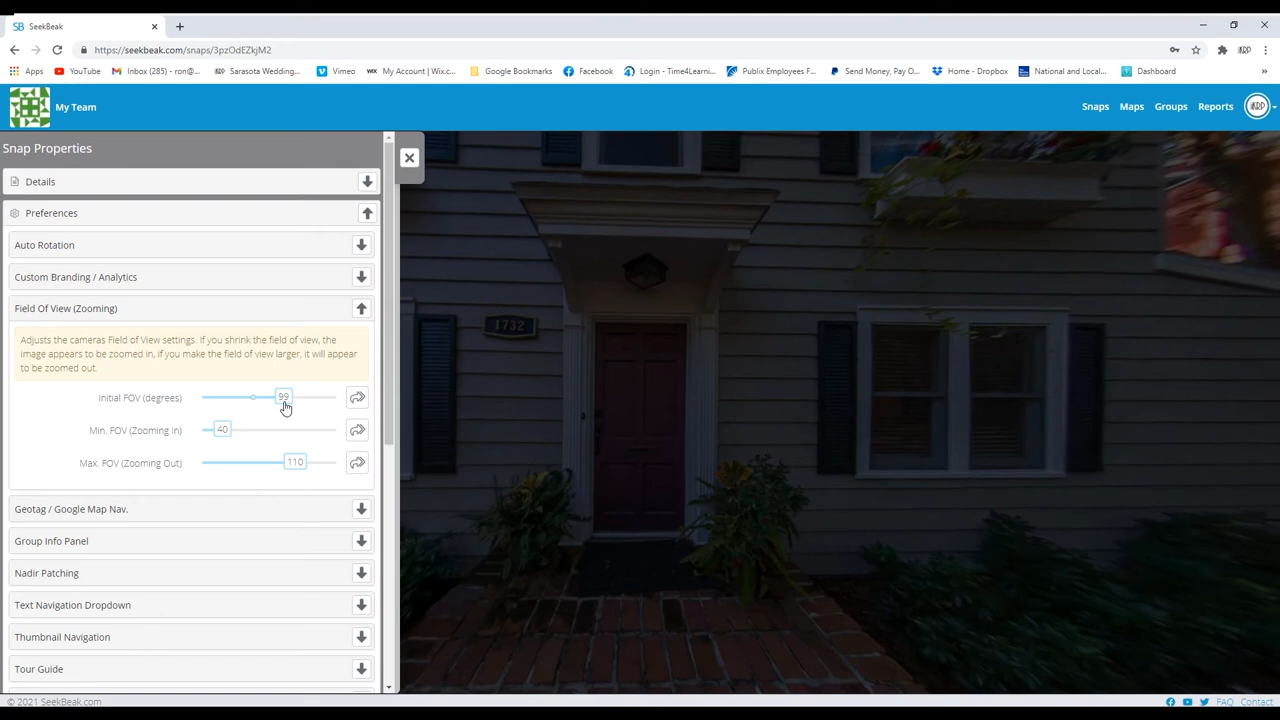 SB SeekBeak
https://seekbeak.com/snaps/3pzOdEZkjM2
Apps YouTube Inbox (285) - ron@... Sarasota Wedding... Vimeo WIX My Account | Wix.c... Google Bookmarks Facebook Login - Time4Learni... Publix Employees F... Send Money, Pay O... Home - Dropbox National and Local... Dashboard
My Team Snaps Maps Groups Reports
Snap Properties
Details
Preferences
Auto Rotation
Custom Branding / Analytics
Field Of View (Zooming)
Adjusts the cameras Field of View settings. If you shrink the field of view, the
image appears to be zoomed in, if you make the field of view larger, it will appear
to be zoomed out.
Initial FOV (degrees) 99
Min. FOV (Zooming In) 40
Max. FOV (Zooming Out) 110
Geotag / Google Map Nav.
Group Info Panel
Nadir Patching
Text Navigation Dropdown
Thumbnail Navigation
Tour Guide
1732
© 2021 SeekBeak.com FAQ Contact